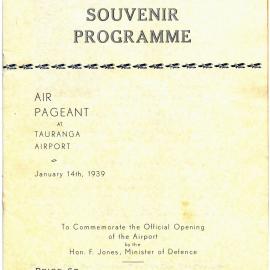 SOUVENIR
PROGRAMME
AIR
PAGEANT
AT
TAURANGA
AIRPORT
January 14th, 1939
To Commemorate the Official Opening
of the Airport
by the
Hon. F. Jones, Minister of Defence